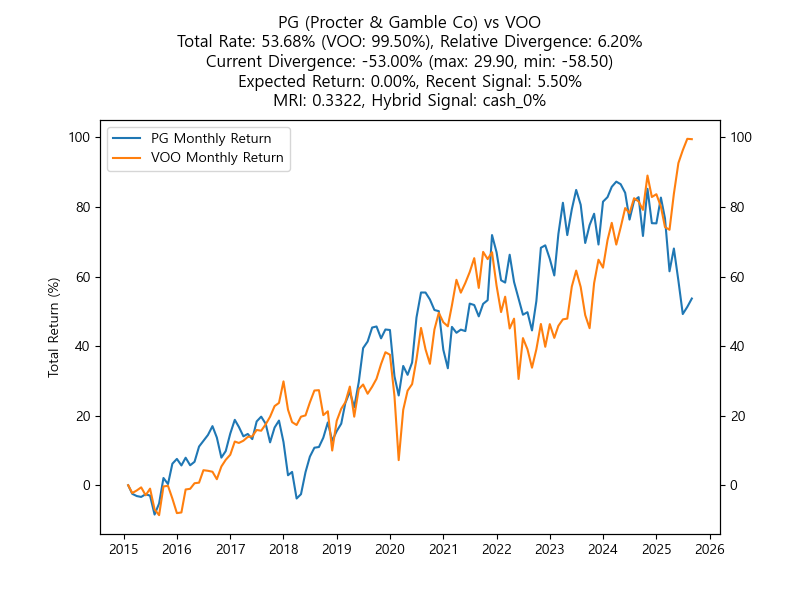 PG (Procter & Gamble Co) vs VOO
Total Rate: 53.68% (VOO: 99.50%), Relative Divergence: 6.20%
Current Divergence: -53.00% (max: 29.90, min: -58.50)
Expected Return: 0.00%, Recent Signal: 5.50%
MRI: 0.3322, Hybrid Signal: cash_0%
PG Monthly Return
VOO Monthly Return
Total Return (%)
100
80
60
40
20
0
100
80
60
40
20
0
2015 2016 2017 2018 2019 2020 2021 2022 2023 2024 2025 2026